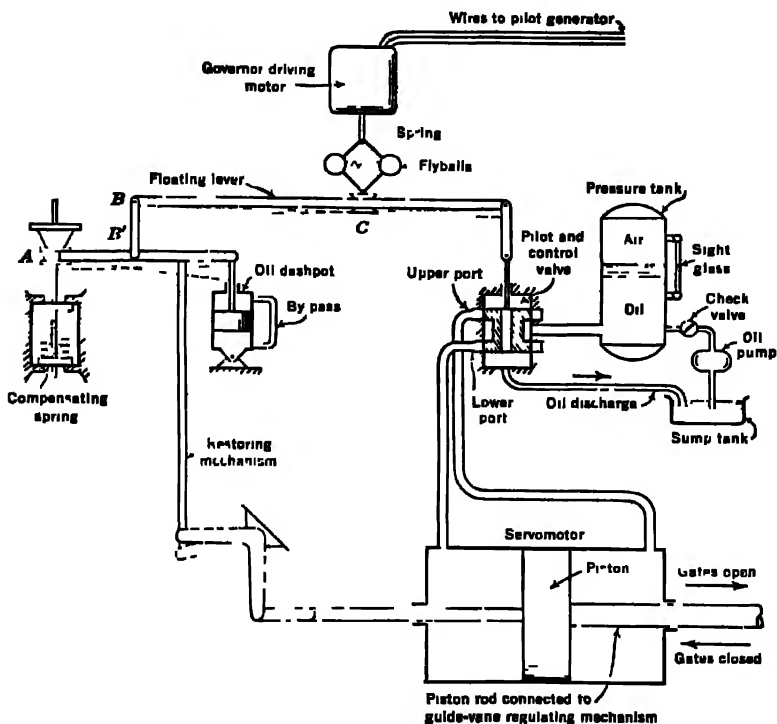 Wires to pilot generator
Governor driving
motor
Spring
Flyballs
Floating lever
B
B'
A
C
Pressure tank
Air
Sight
glass
Oil
Pilot and
control
valve
Upper port
Oil dashpot
By pass
Check
valve
Oil
pump
Compensating
spring
Lower
port
Oil discharge
Sump tank
Restoring
mechanism
Servomotor
Piston
Gates open
Gates closed
Piston rod connected to
guide-vane regulating mechanism